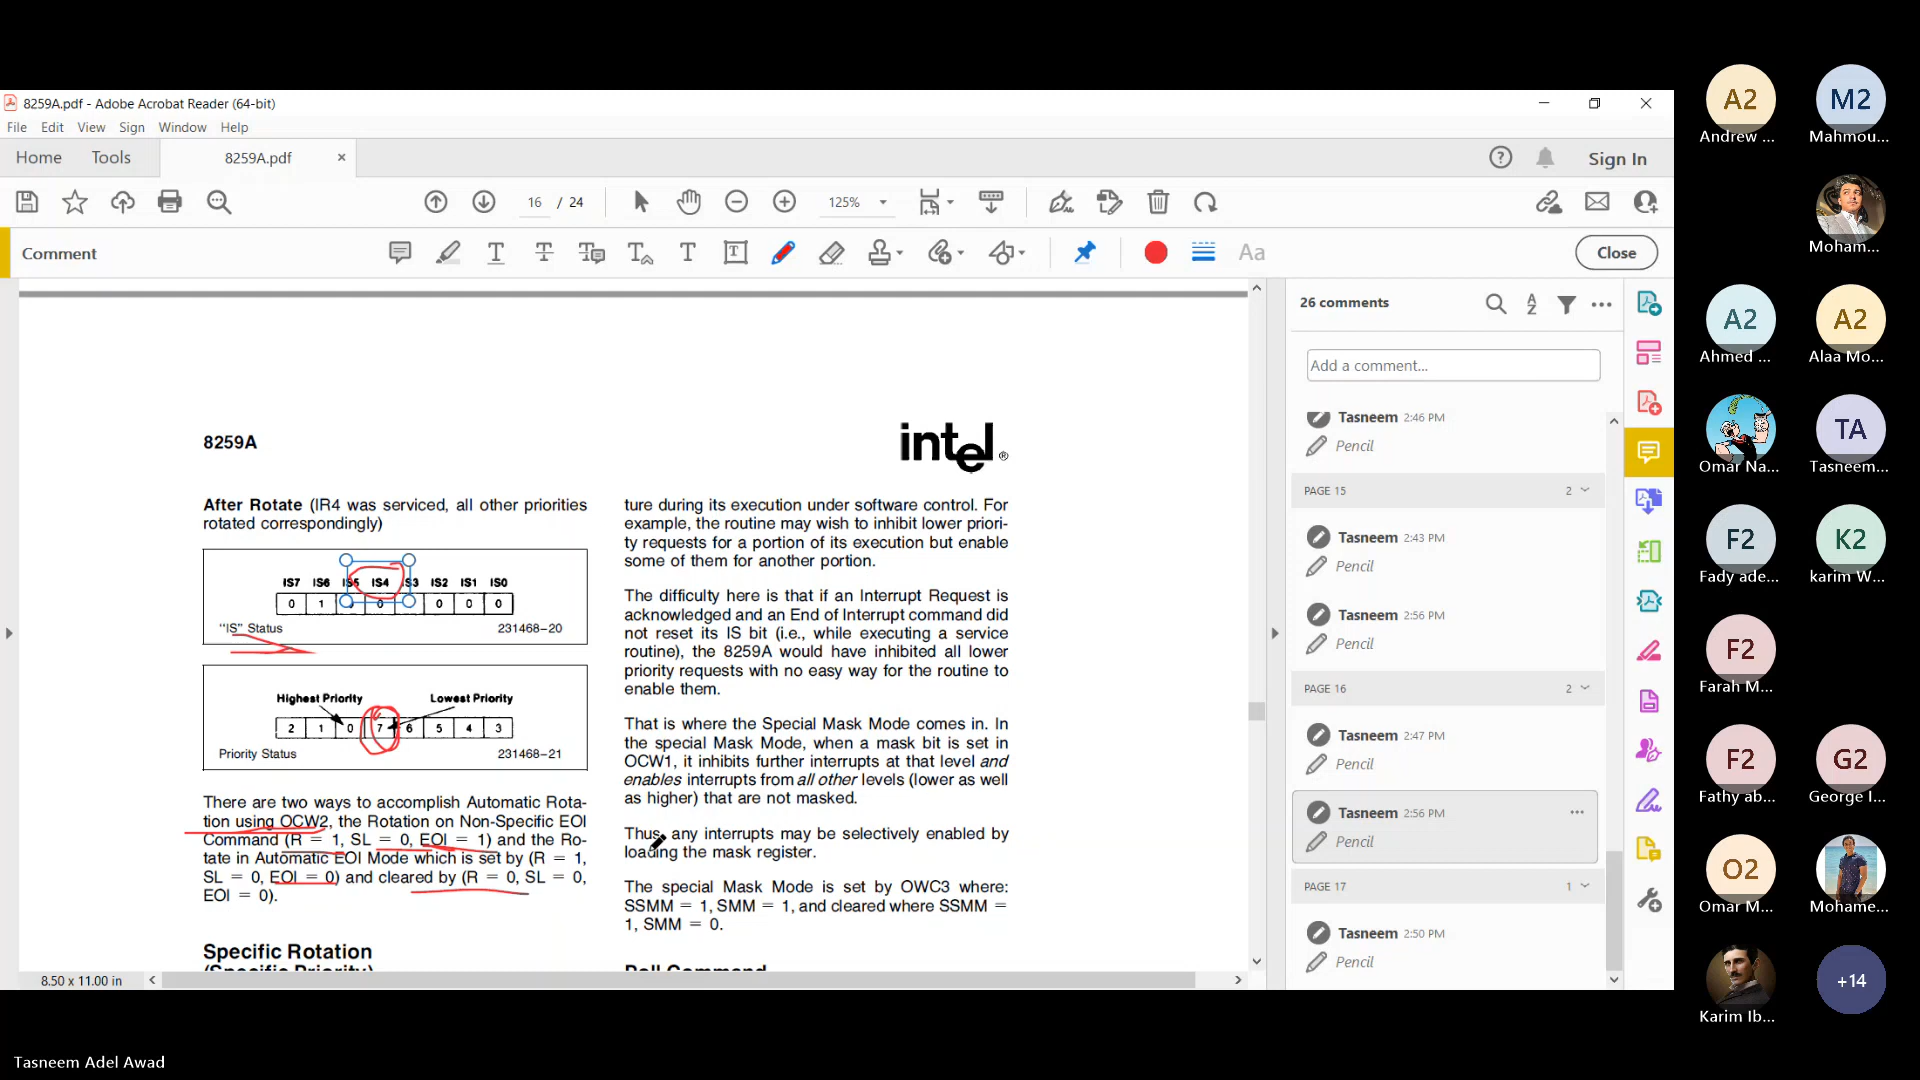 8259A.pdf - Adobe Acrobat Reader (64-bit)
File Edit View Sign Window Help
Home Tools 8259A.pdf × Sign In
16 / 24 125%
Comment Close
8259A
intel®
After Rotate (IR4 was serviced, all other priorities
rotated correspondingly)
IS7 IS6 IS5 IS4 IS3 IS2 IS1 IS0
0 1 0 0 0 0
"IS" Status 231468-20
Highest Priority Lowest Priority
2 1 0 7 6 5 4 3
Priority Status 231468-21
There are two ways to accomplish Automatic Rota-
tion using OCW2, the Rotation on Non-Specific EOI
Command (R = 1, SL = 0, EOI = 1) and the Ro-
tate in Automatic EOI Mode which is set by (R = 1,
SL = 0, EOI = 0) and cleared by (R = 0, SL = 0,
EOI = 0).
Specific Rotation
(Specific Priority)
ture during its execution under software control. For
example, the routine may wish to inhibit lower priori-
ty requests for a portion of its execution but enable
some of them for another portion.
The difficulty here is that if an Interrupt Request is
acknowledged and an End of Interrupt command did
not reset its IS bit (i.e., while executing a service
routine), the 8259A would have inhibited all lower
priority requests with no easy way for the routine to
enable them.
That is where the Special Mask Mode comes in. In
the special Mask Mode, when a mask bit is set in
OCW1, it inhibits further interrupts at that level and
enables interrupts from all other levels (lower as well
as higher) that are not masked.
Thus, any interrupts may be selectively enabled by
loading the mask register.
The special Mask Mode is set by OWC3 where:
SSMM = 1, SMM = 1, and cleared where SSMM =
1, SMM = 0.
Poll Command
8.50 x 11.00 in
26 comments
Add a comment...
Tasneem 2:46 PM
Pencil
PAGE 15 2
Tasneem 2:43 PM
Pencil
Tasneem 2:56 PM
Pencil
PAGE 16 2
Tasneem 2:47 PM
Pencil
Tasneem 2:56 PM
Pencil
PAGE 17 1
Tasneem 2:50 PM
Pencil
A2 M2
Andrew ... Mahmou...
Moham...
A2 A2
Ahmed ... Alaa Mo...
TA
Omar Na... Tasneem...
F2 K2
Fady ade... karim W...
F2
Farah M...
F2 G2
Fathy ab... George I...
O2
Omar M... Mohame...
+14
Karim Ib...
Tasneem Adel Awad